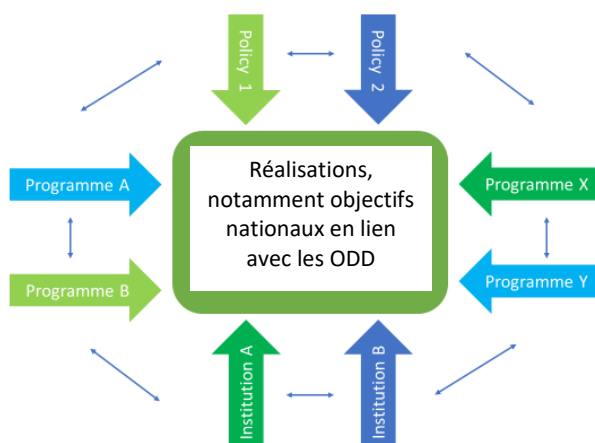 Policy 1
Policy 2
Programme A
Réalisations,
notamment objectifs
nationaux en lien
avec les ODD
Programme X
Programme B
Programme Y
Institution A
Institution B